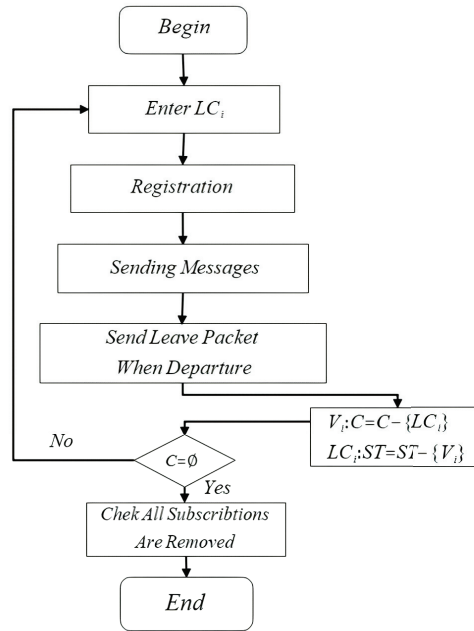 Begin
Enter LCᵢ
Registration
Sending Messages
Send Leave Packet
When Departure
Vᵢ:C=C-{LCᵢ}
LCᵢ:ST=ST-{Vᵢ}
No
C=∅
Yes
Chek All Subscribtions
Are Removed
End